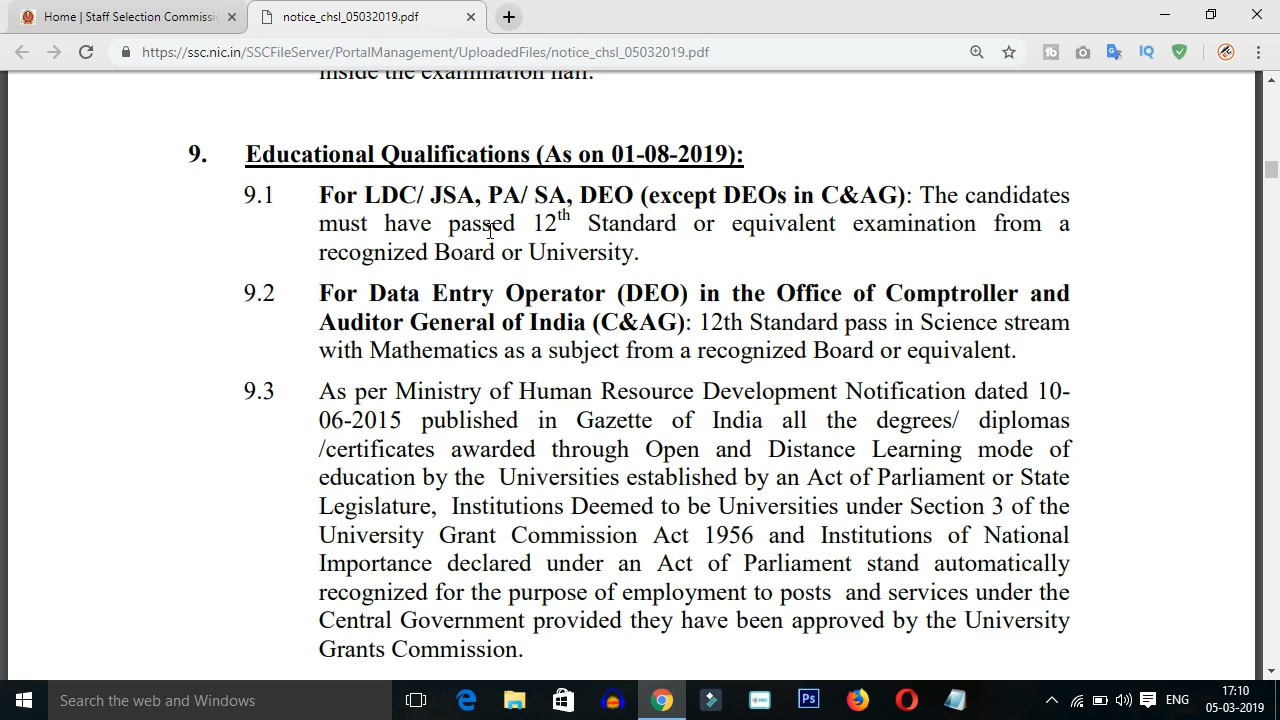 Home | Staff Selection Commissi
notice_chsl_05032019.pdf
https://ssc.nic.in/SSCFileServer/PortalManagement/UploadedFiles/notice_chsl_05032019.pdf
inside the examination hall.
9. Educational Qualifications (As on 01-08-2019):
9.1 For LDC/ JSA, PA/ SA, DEO (except DEOs in C&AG): The candidates
must have passed 12th Standard or equivalent examination from a
recognized Board or University.
9.2 For Data Entry Operator (DEO) in the Office of Comptroller and
Auditor General of India (C&AG): 12th Standard pass in Science stream
with Mathematics as a subject from a recognized Board or equivalent.
9.3 As per Ministry of Human Resource Development Notification dated 10-
06-2015 published in Gazette of India all the degrees/ diplomas
/certificates awarded through Open and Distance Learning mode of
education by the Universities established by an Act of Parliament or State
Legislature, Institutions Deemed to be Universities under Section 3 of the
University Grant Commission Act 1956 and Institutions of National
Importance declared under an Act of Parliament stand automatically
recognized for the purpose of employment to posts and services under the
Central Government provided they have been approved by the University
Grants Commission.
Search the web and Windows
Ps
ENG
17:10
05-03-2019